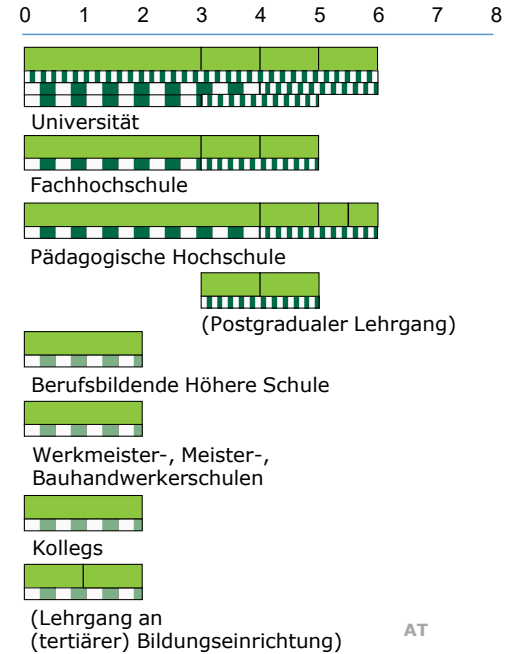 0 1 2 3 4 5 6 7 8
Universität
Fachhochschule
Pädagogische Hochschule
(Postgradualer Lehrgang)
Berufsbildende Höhere Schule
Werkmeister-, Meister-,
Bauhandwerkerschulen
Kollegs
(Lehrgang an
(tertiärer) Bildungseinrichtung)
AT